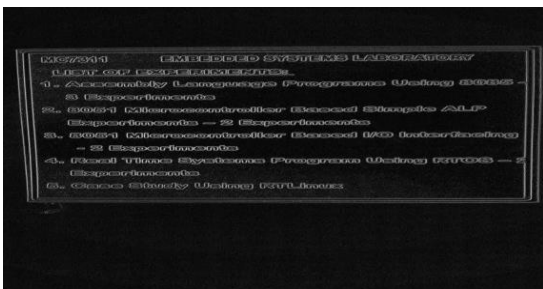 MC7311 EMBEDDED SYSTEMS LABORATORY
LIST OF EXPERIMENTS:
1. Assembly Language Programs Using 8085 –
3 Experiments
2. 8051 Microcontroller Based Simple ALP
Experiments – 2 Experiments
3. 8051 Microcontroller Based I/O Interfacing
– 2 Experiments
4. Real Time Systems Program Using RTOS –
Experiments
5. Case Study Using RTLinux